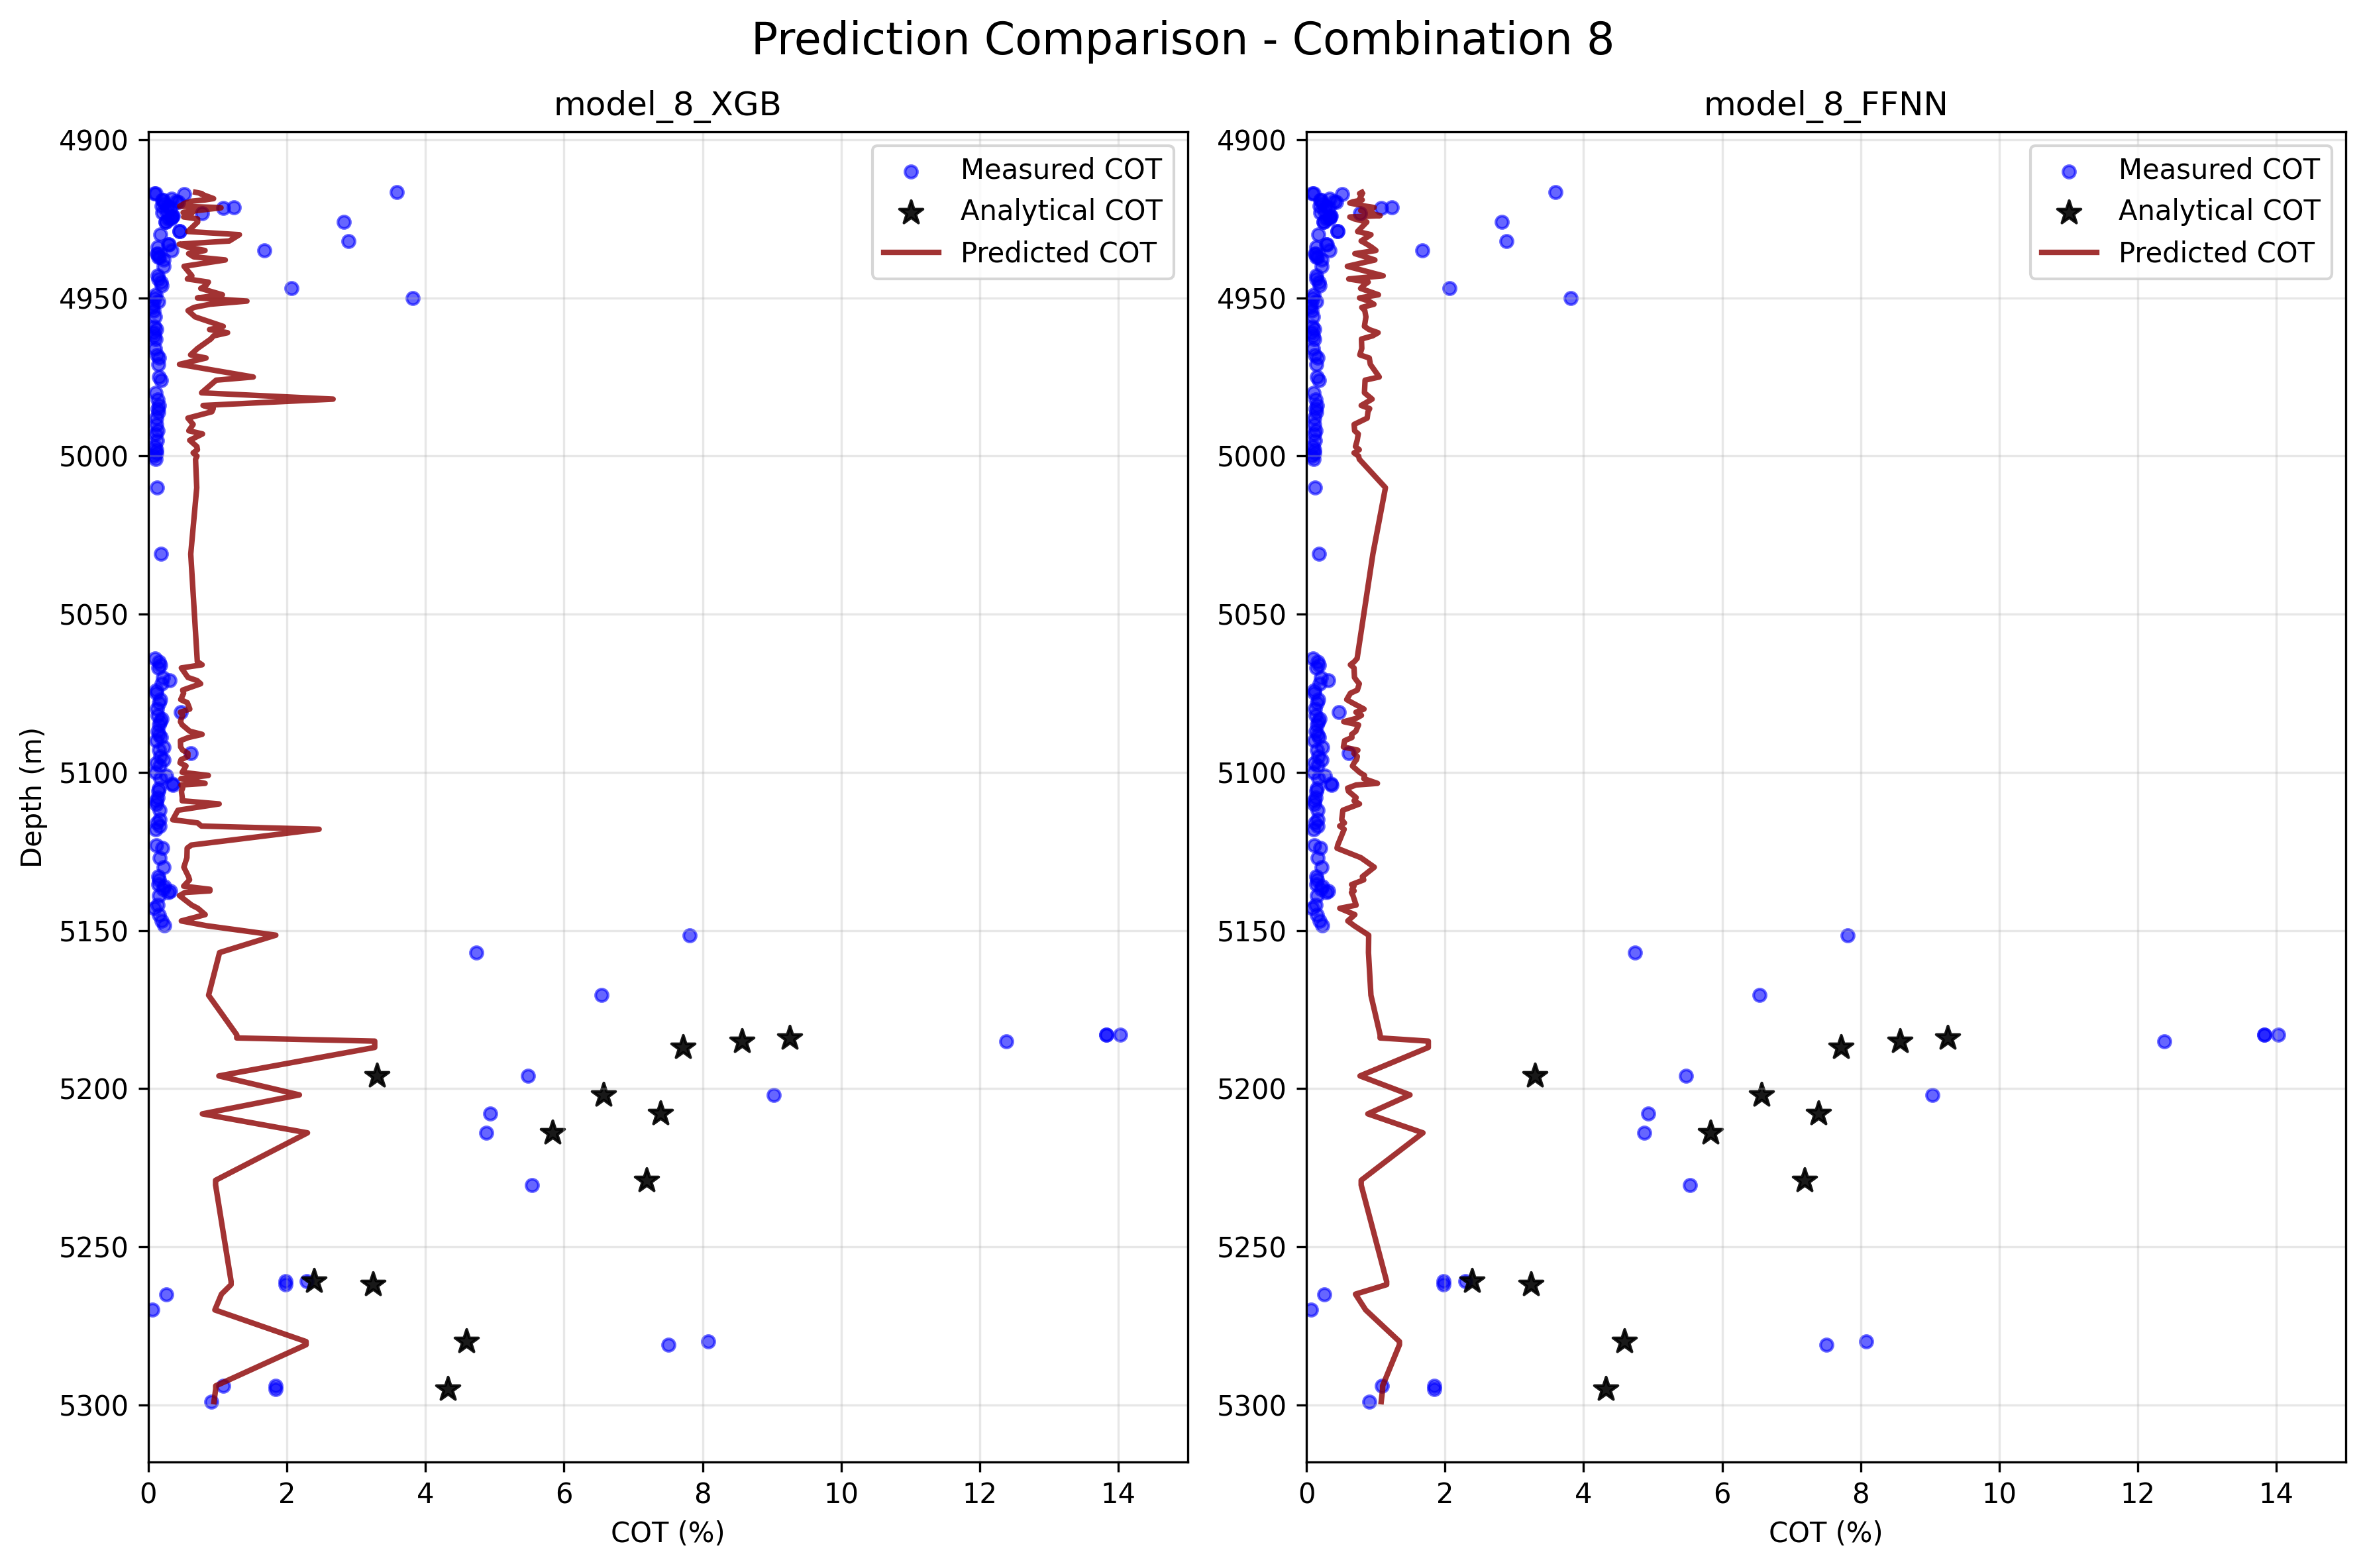 Prediction Comparison - Combination 8
model_8_XGB
Measured COT
Analytical COT
Predicted COT
4900
4950
5000
5050
5100
5150
5200
5250
5300
Depth (m)
0 2 4 6 8 10 12 14
COT (%)
model_8_FFNN
Measured COT
Analytical COT
Predicted COT
4900
4950
5000
5050
5100
5150
5200
5250
5300
0 2 4 6 8 10 12 14
COT (%)